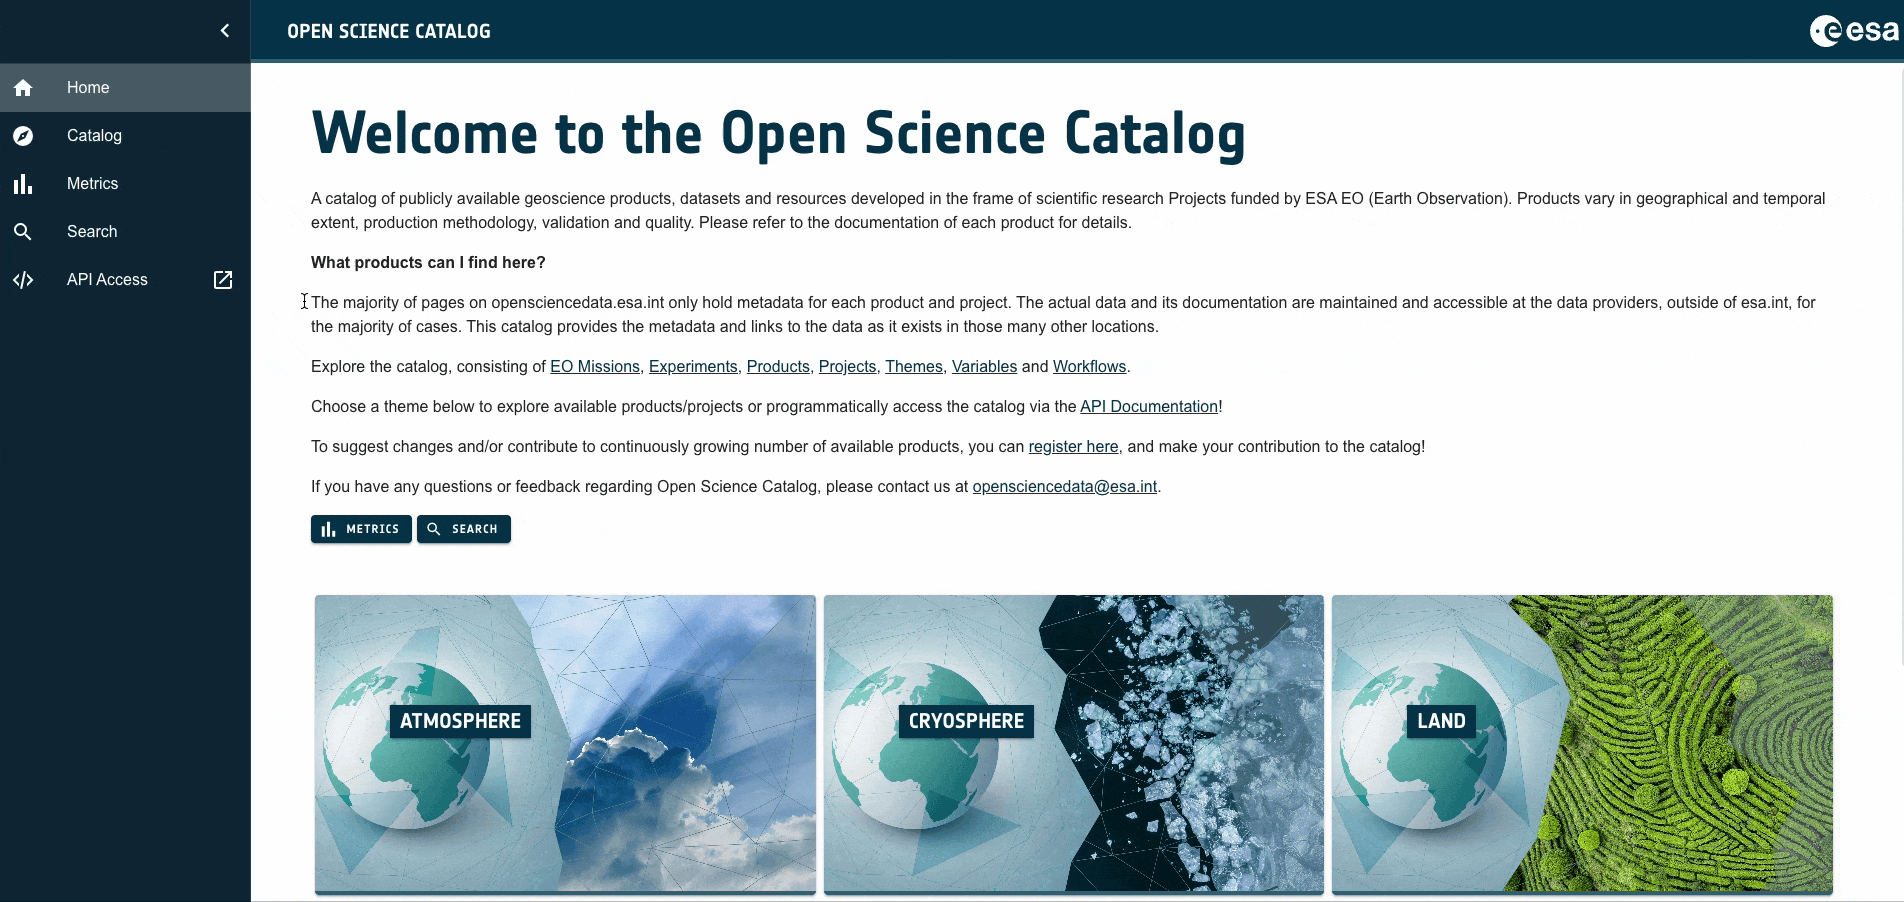 OPEN SCIENCE CATALOG
esa
Home
Catalog
Metrics
Search
API Access
Welcome to the Open Science Catalog
A catalog of publicly available geoscience products, datasets and resources developed in the frame of scientific research Projects funded by ESA EO (Earth Observation). Products vary in geographical and temporal
extent, production methodology, validation and quality. Please refer to the documentation of each product for details.
What products can I find here?
The majority of pages on opensciencedata.esa.int only hold metadata for each product and project. The actual data and its documentation are maintained and accessible at the data providers, outside of esa.int, for
the majority of cases. This catalog provides the metadata and links to the data as it exists in those many other locations.
Explore the catalog, consisting of EO Missions, Experiments, Products, Projects, Themes, Variables and Workflows.
Choose a theme below to explore available products/projects or programmatically access the catalog via the API Documentation!
To suggest changes and/or contribute to continuously growing number of available products, you can register here, and make your contribution to the catalog!
If you have any questions or feedback regarding Open Science Catalog, please contact us at opensciencedata@esa.int.
METRICS SEARCH
ATMOSPHERE CRYOSPHERE LAND